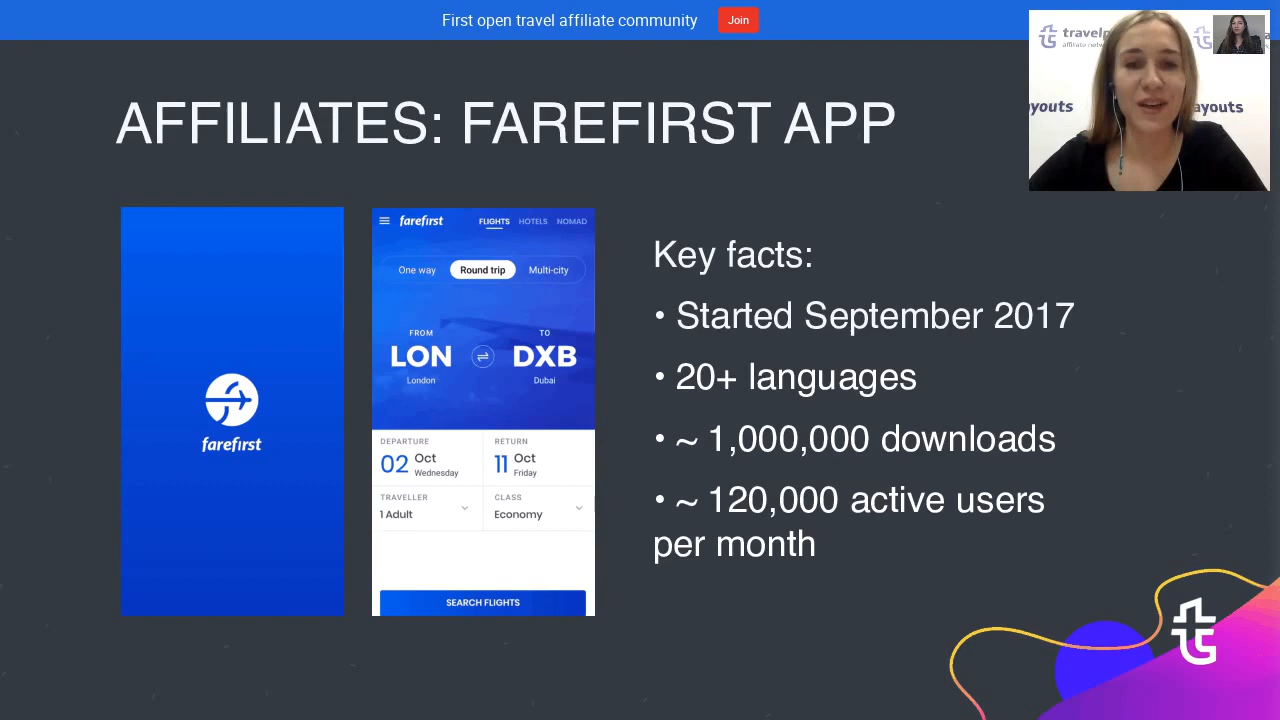 First open travel affiliate community
Join
affiliate
ayouts
ayouts
AFFILIATES: FAREFIRST APP
farefirst
farefirst
FLIGHTS HOTELS NOMAD
One way Round trip Multi-city
FROM TO
LON DXB
London Dubai
DEPARTURE RETURN
02 Oct Wednesday
11 Oct Friday
TRAVELLER CLASS
1 Adult Economy
SEARCH FLIGHTS
Key facts:
• Started September 2017
• 20+ languages
• ~ 1,000,000 downloads
• ~ 120,000 active users
per month